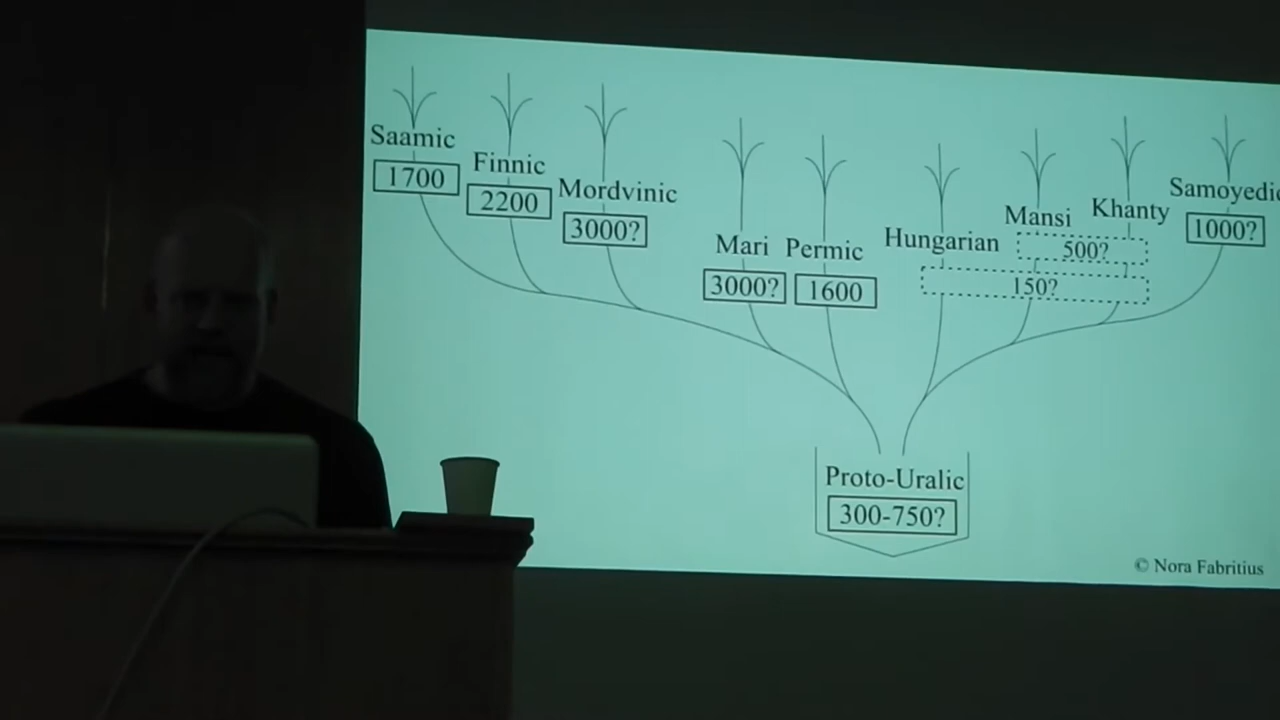 Saamic
1700
Finnic
2200
Mordvinic
3000?
Mari
3000?
Permic
1600
Hungarian
Mansi
Khanty
500?
150?
Samoyedic
1000?
Proto-Uralic
300-750?
© Nora Fabritius